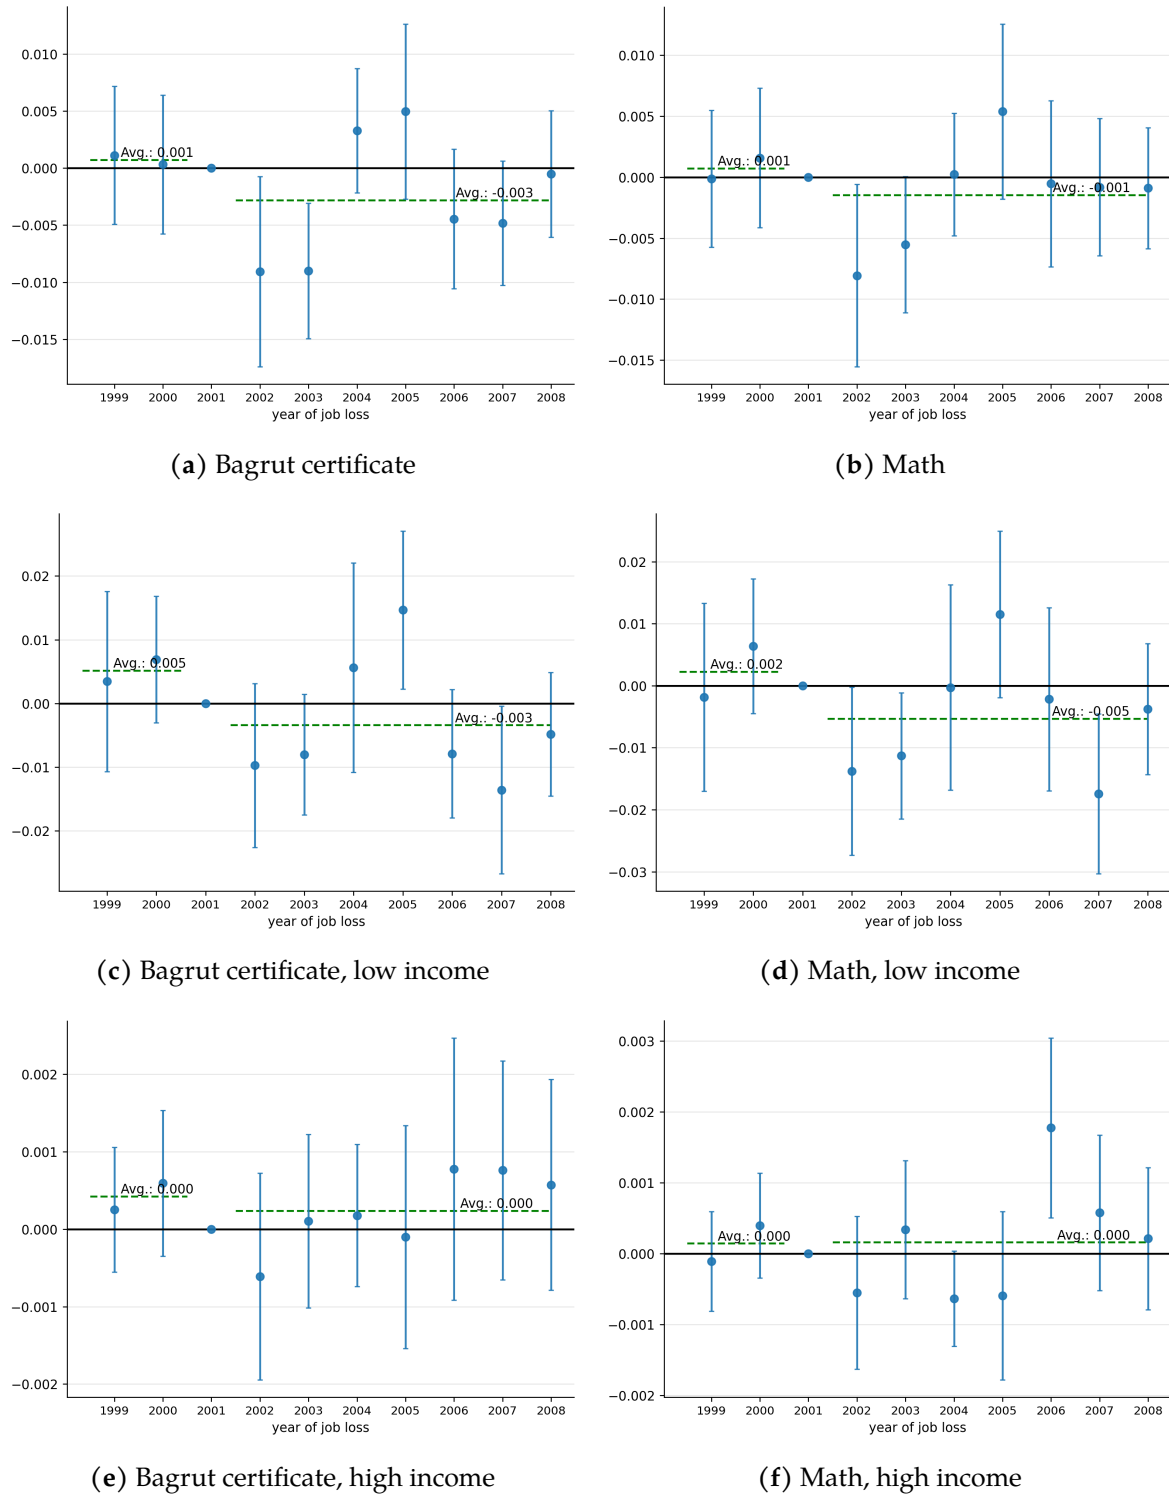 0.010
0.005
0.000
−0.005
−0.010
−0.015
Avg.: 0.001
Avg.: -0.003
1999 2000 2001 2002 2003 2004 2005 2006 2007 2008
year of job loss
(a) Bagrut certificate
0.010
0.005
0.000
−0.005
−0.010
−0.015
Avg.: 0.001
Avg.: -0.001
1999 2000 2001 2002 2003 2004 2005 2006 2007 2008
year of job loss
(b) Math
0.02
0.01
0.00
−0.01
−0.02
Avg.: 0.005
Avg.: -0.003
1999 2000 2001 2002 2003 2004 2005 2006 2007 2008
year of job loss
(c) Bagrut certificate, low income
0.02
0.01
0.00
−0.01
−0.02
−0.03
Avg.: 0.002
Avg.: -0.005
1999 2000 2001 2002 2003 2004 2005 2006 2007 2008
year of job loss
(d) Math, low income
0.002
0.001
0.000
−0.001
−0.002
Avg.: 0.000
Avg.: 0.000
1999 2000 2001 2002 2003 2004 2005 2006 2007 2008
year of job loss
(e) Bagrut certificate, high income
0.003
0.002
0.001
0.000
−0.001
−0.002
Avg.: 0.000
Avg.: 0.000
1999 2000 2001 2002 2003 2004 2005 2006 2007 2008
year of job loss
(f) Math, high income